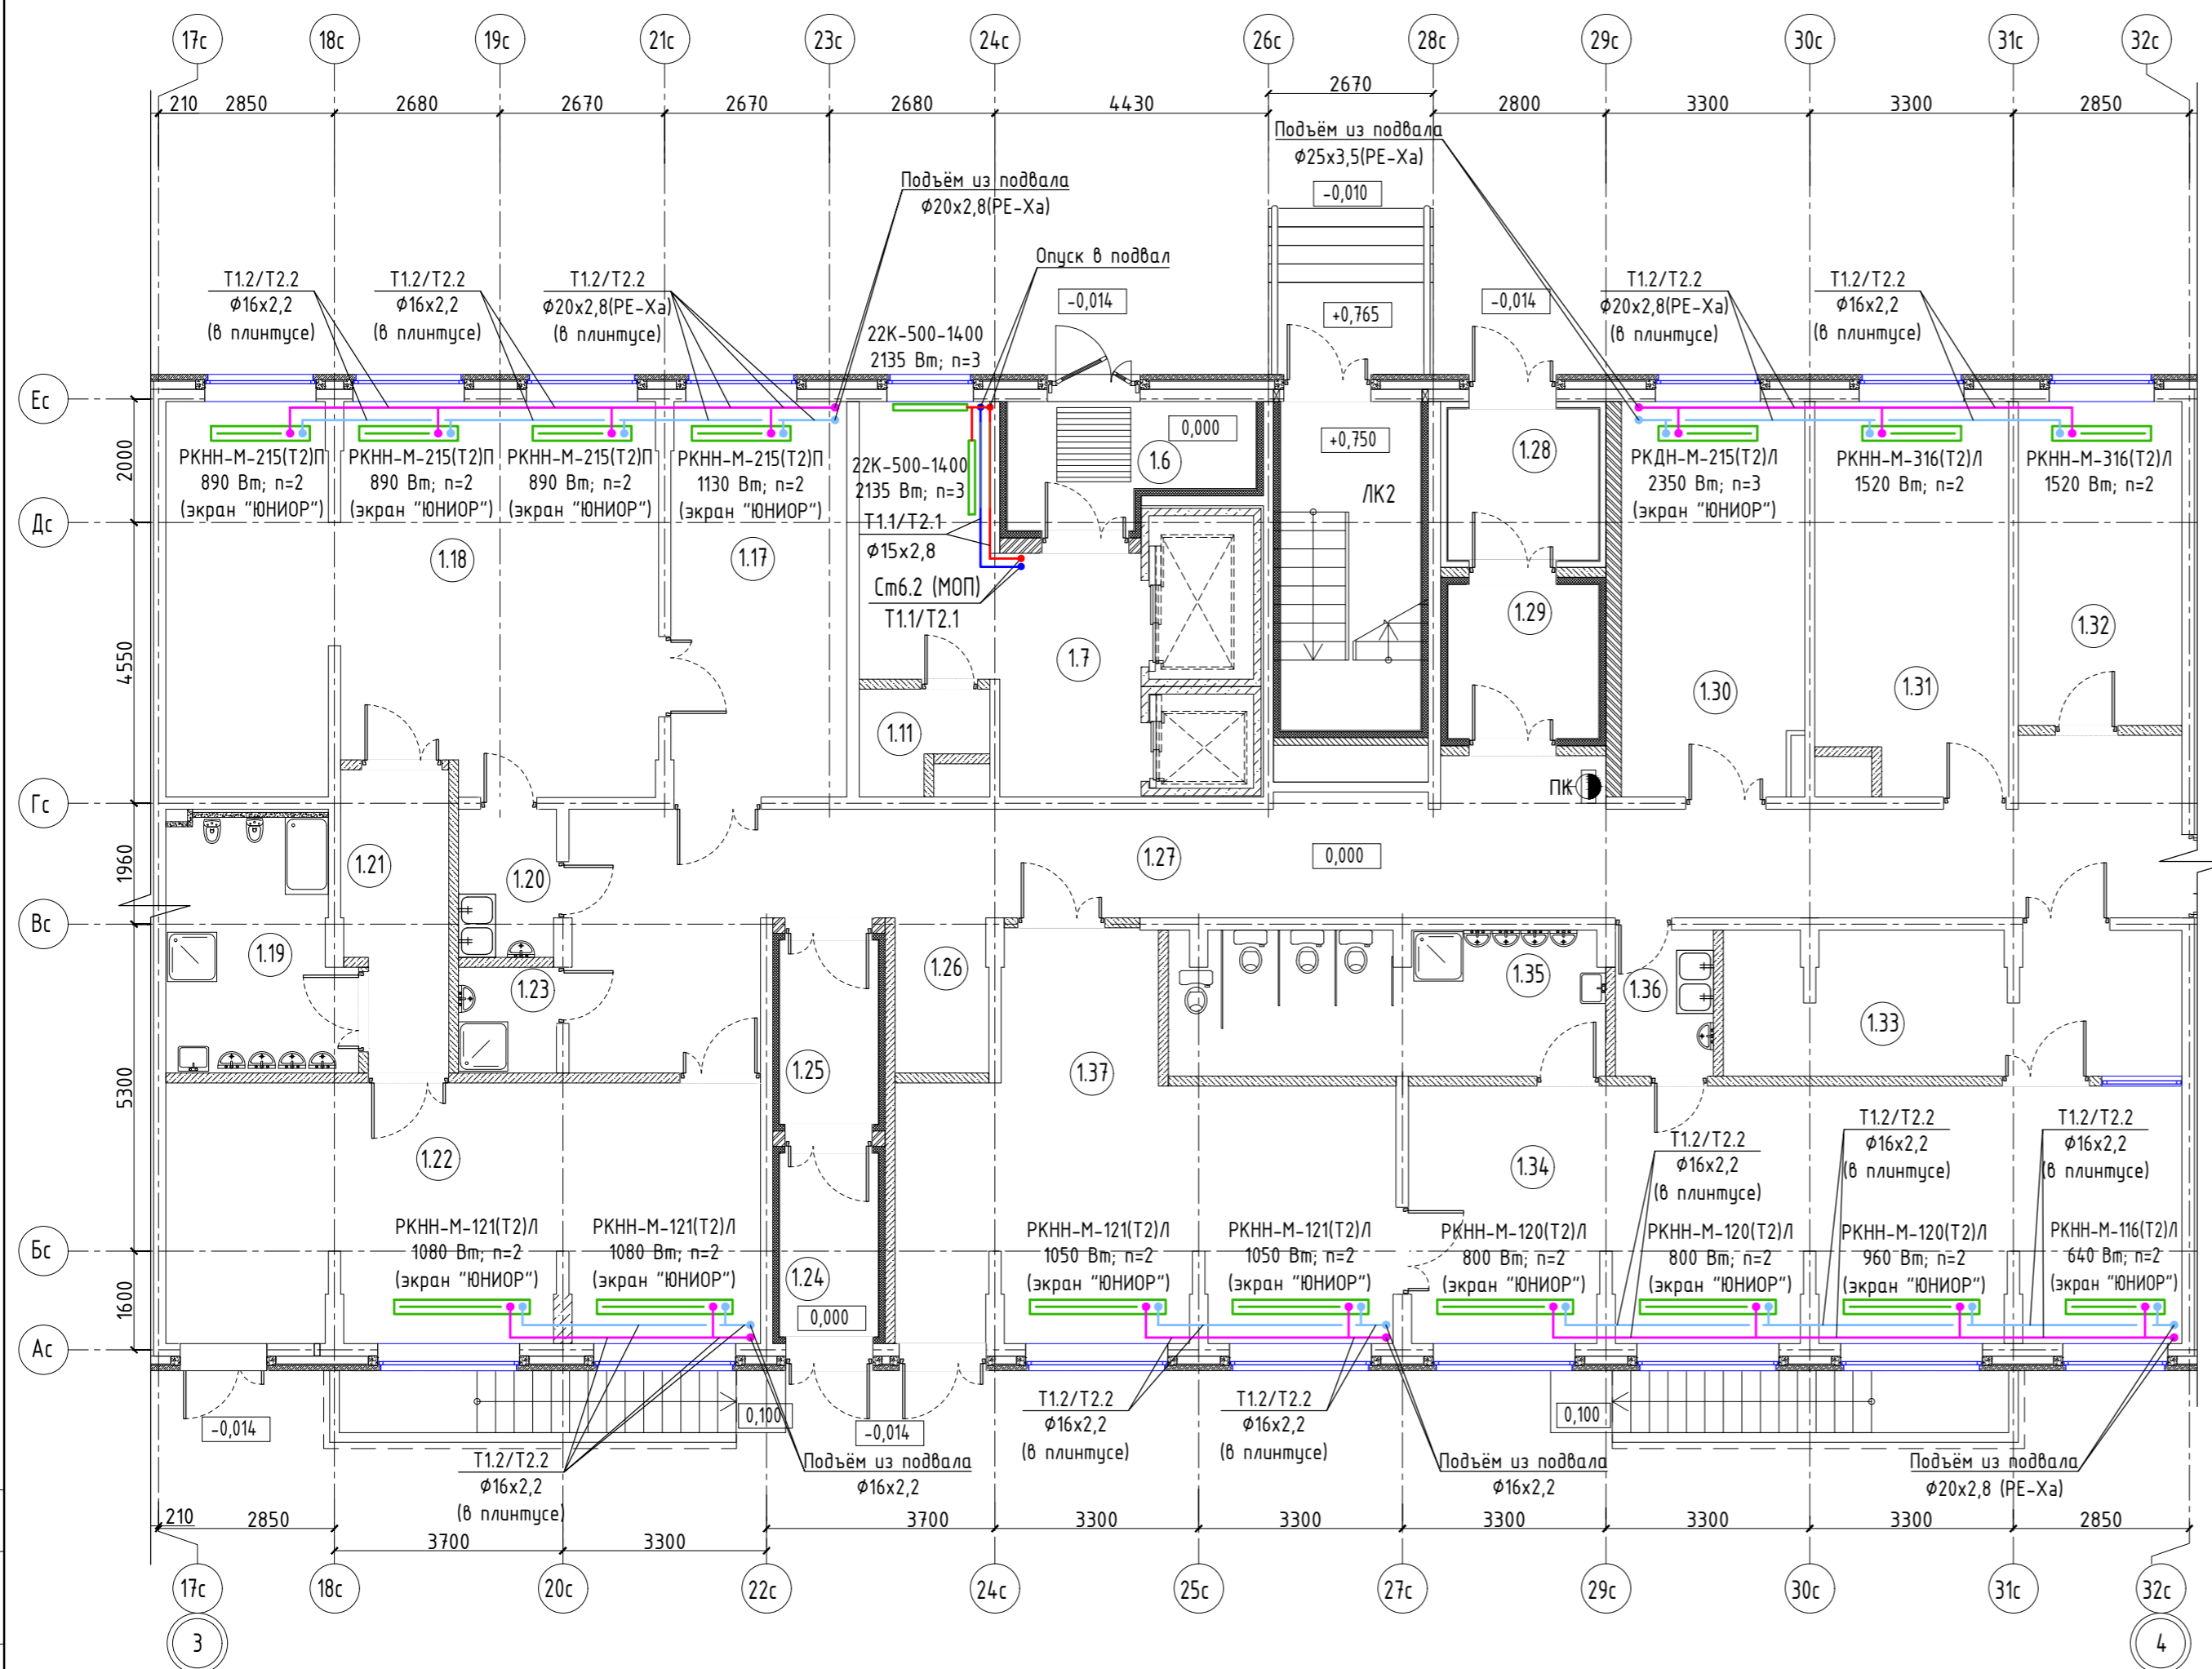 17с 18с 19с 21с 23с 24с 26с 28с 29с 30с 31с 32с
2670
210 2850 2680 2670 2670 2680 4430 2800 3300 3300 2850
Подъём из подвала
Ф25х3,5(PE-Xa)
Подъём из подвала
Ф20х2,8(PE-Xa)
-0,010
Опуск в подвал
Т1.2/Т2.2
Ф16х2,2
(в плинтусе)
Т1.2/Т2.2
Ф16х2,2
(в плинтусе)
Т1.2/Т2.2
Ф20х2,8(PE-Xa)
(в плинтусе)
-0,014
+0,765
-0,014
Т1.2/Т2.2
Ф20х2,8(PE-Xa)
(в плинтусе)
Т1.2/Т2.2
Ф16х2,2
(в плинтусе)
22К-500-1400
2135 Вт; n=3
Ес
РКНН-М-215(Т2)П
890 Вт; n=2
(экран "ЮНИОР")
РКНН-М-215(Т2)П
890 Вт; n=2
(экран "ЮНИОР")
РКНН-М-215(Т2)П
890 Вт; n=2
(экран "ЮНИОР")
РКНН-М-215(Т2)П
1130 Вт; n=2
(экран "ЮНИОР")
22К-500-1400
2135 Вт; n=3
0,000
1.6
+0,750
1.28
РКДН-М-215(Т2)Л
2350 Вт; n=3
(экран "ЮНИОР")
РКНН-М-316(Т2)Л
1520 Вт; n=2
РКНН-М-316(Т2)Л
1520 Вт; n=2
2000
ЛК2
Дс
Т1.1/Т2.1
Ф15х2,8
1.18
1.17
Ст6.2 (МОП)
Т1.1/Т2.1
1.29
1.32
4550
1.7
1.30
1.31
1.11
ПК
Гс
1960
1.21
1.20
1.27
0,000
Вс
1.19
1.23
1.26
1.35
1.36
1.33
5300
1.25
1.37
1.22
1.34
Т1.2/Т2.2
Ф16х2,2
(в плинтусе)
Т1.2/Т2.2
Ф16х2,2
(в плинтусе)
Т1.2/Т2.2
Ф16х2,2
(в плинтусе)
Бс
РКНН-М-121(Т2)Л
1080 Вт; n=2
(экран "ЮНИОР")
РКНН-М-121(Т2)Л
1080 Вт; n=2
(экран "ЮНИОР")
1.24
0,000
РКНН-М-121(Т2)Л
1050 Вт; n=2
(экран "ЮНИОР")
РКНН-М-121(Т2)Л
1050 Вт; n=2
(экран "ЮНИОР")
РКНН-М-120(Т2)Л
800 Вт; n=2
(экран "ЮНИОР")
РКНН-М-120(Т2)Л
800 Вт; n=2
(экран "ЮНИОР")
РКНН-М-120(Т2)Л
960 Вт; n=2
(экран "ЮНИОР")
РКНН-М-116(Т2)Л
640 Вт; n=2
(экран "ЮНИОР")
1600
Ас
-0,014
0,100
-0,014
Т1.2/Т2.2
Ф16х2,2
(в плинтусе)
Т1.2/Т2.2
Ф16х2,2
(в плинтусе)
0,100
Т1.2/Т2.2
Ф16х2,2
(в плинтусе)
Подъём из подвала
Ф16х2,2
Подъём из подвала
Ф16х2,2
Подъём из подвала
Ф20х2,8 (PE-Xa)
210 2850 3700 3300 3300 3300 3300 3300 2850
3700 3300
17с 18с 20с 22с 24с 25с 27с 29с 30с 31с 32с
3 4